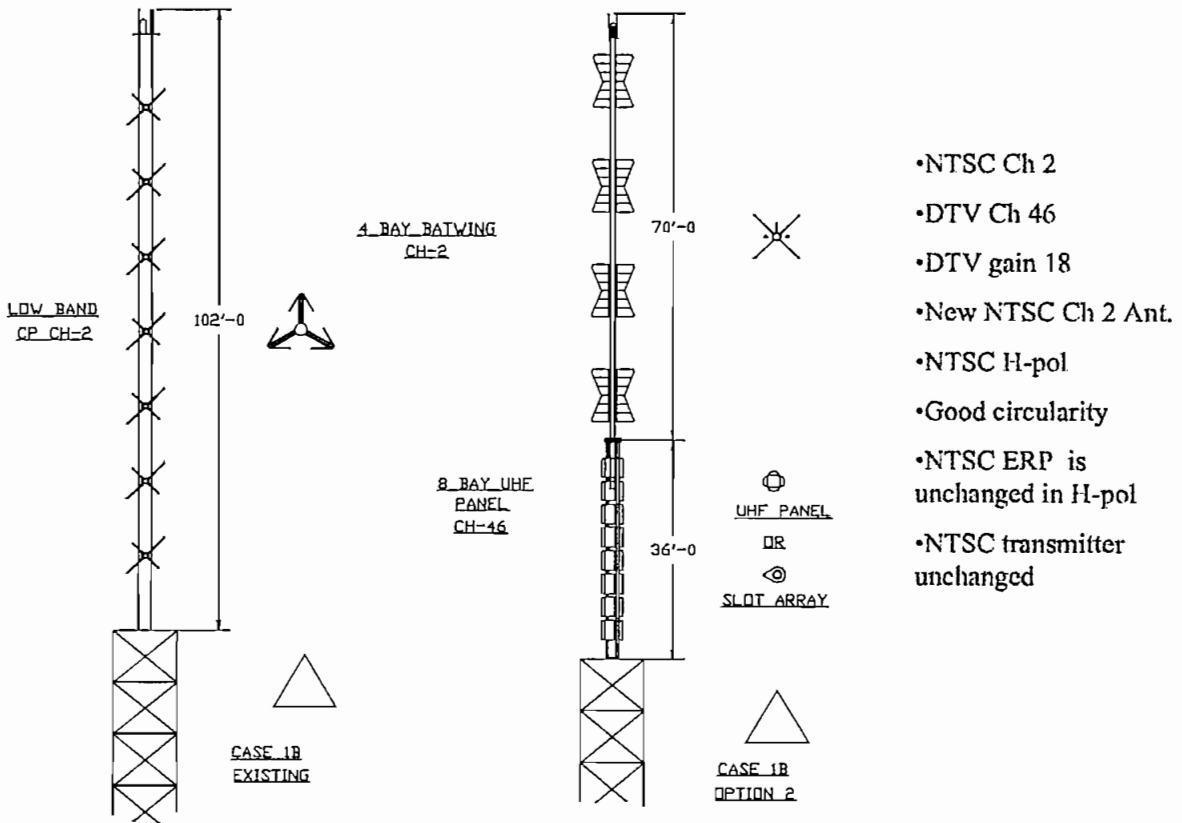 LOW BAND
CP CH-2
102'-0
CASE 1B
EXISTING
4 BAY BATWING
CH-2
70'-0
8 BAY UHF
PANEL
CH-46
36'-0
UHF PANEL
OR
SLOT ARRAY
CASE 1B
OPTION 2
•NTSC Ch 2
•DTV Ch 46
•DTV gain 18
•New NTSC Ch 2 Ant.
•NTSC H-pol
•Good circularity
•NTSC ERP is
unchanged in H-pol
•NTSC transmitter
unchanged